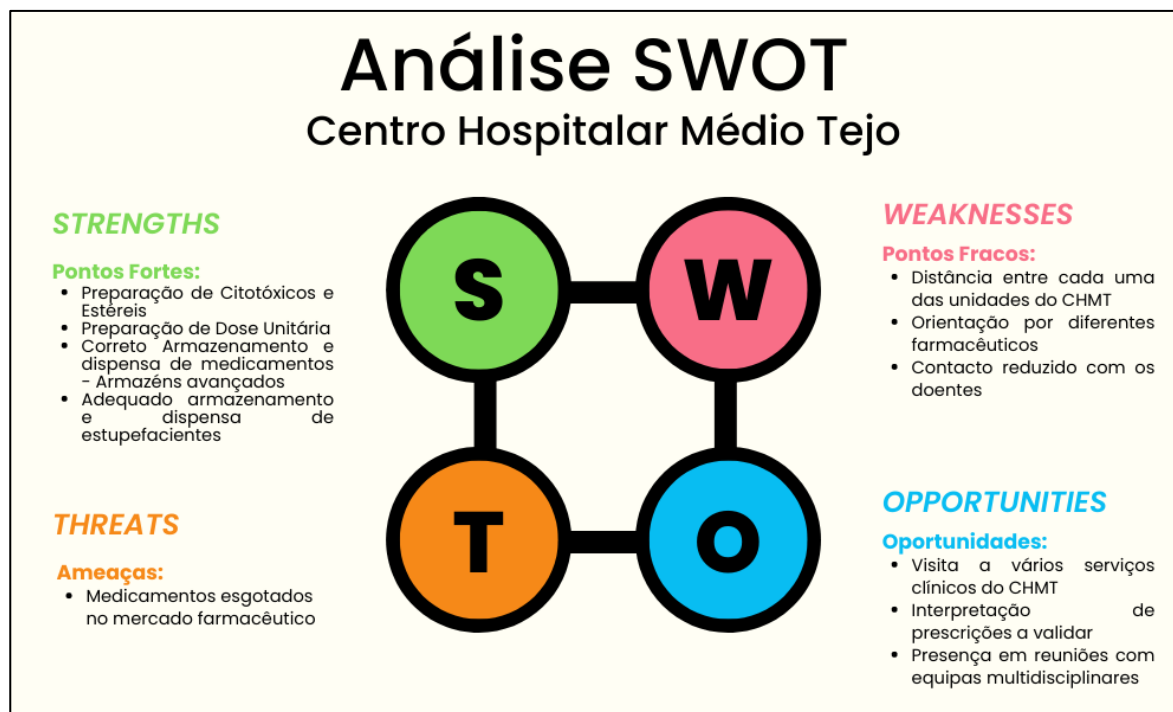 Análise SWOT
Centro Hospitalar Médio Tejo
STRENGTHS
Pontos Fortes:
• Preparação de Citotóxicos e
Estéreis
• Preparação de Dose Unitária
• Correto Armazenamento e
dispensa de medicamentos
- Armazéns avançados
• Adequado armazenamento
e dispensa de
estupefacientes
S
W
WEAKNESSES
Pontos Fracos:
• Distância entre cada uma
das unidades do CHMT
• Orientação por diferentes
farmacêuticos
• Contacto reduzido com os
doentes
THREATS
Ameaças:
• Medicamentos esgotados
no mercado farmacêutico
T
O
OPPORTUNITIES
Oportunidades:
• Visita a vários serviços
clínicos do CHMT
• Interpretação de
prescrições a validar
• Presença em reuniões com
equipas multidisciplinares